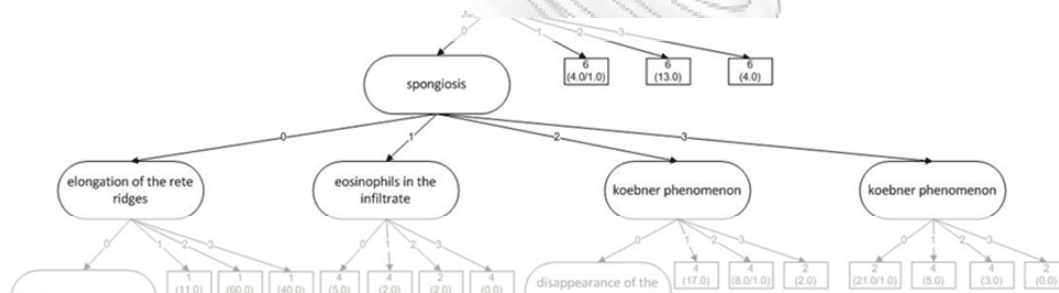 0 1 2 3
6 6 6
(4.0/1.0) (13.0) (4.0)
spongiosis
0 1 2 3
elongation of the rete
ridges
eosinophils in the
infiltrate
koebner phenomenon
koebner phenomenon
0 1 2 3 0 1 2 3 0 1 2 3 0 1 2 3
1 1 1 4 4 2 4 4 4 2 2 4 4 2
(11.0) (60.0) (40.0) (5.0) (2.0) (2.0) (0.0) disappearance of the (17.0) (8.0/1.0) (2.0) (21.0/1.0) (5.0) (3.0) (0.0